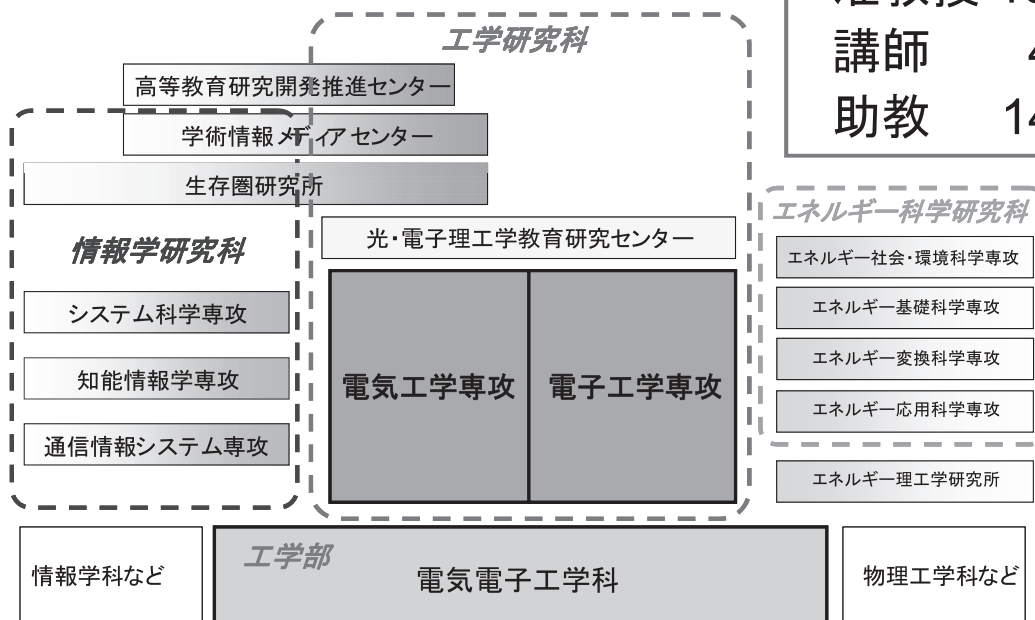 工学研究科
講師 4
助教 14
高等教育研究開発推進センター
学術情報メディアセンター
生存圏研究所
光・電子理工学教育研究センター
情報学研究科
システム科学専攻
知能情報学専攻
通信情報システム専攻
電気工学専攻
電子工学専攻
エネルギー科学研究科
エネルギー社会・環境科学専攻
エネルギー基礎科学専攻
エネルギー変換科学専攻
エネルギー応用科学専攻
エネルギー理工学研究所
情報学科など
工学部
電気電子工学科
物理工学科など